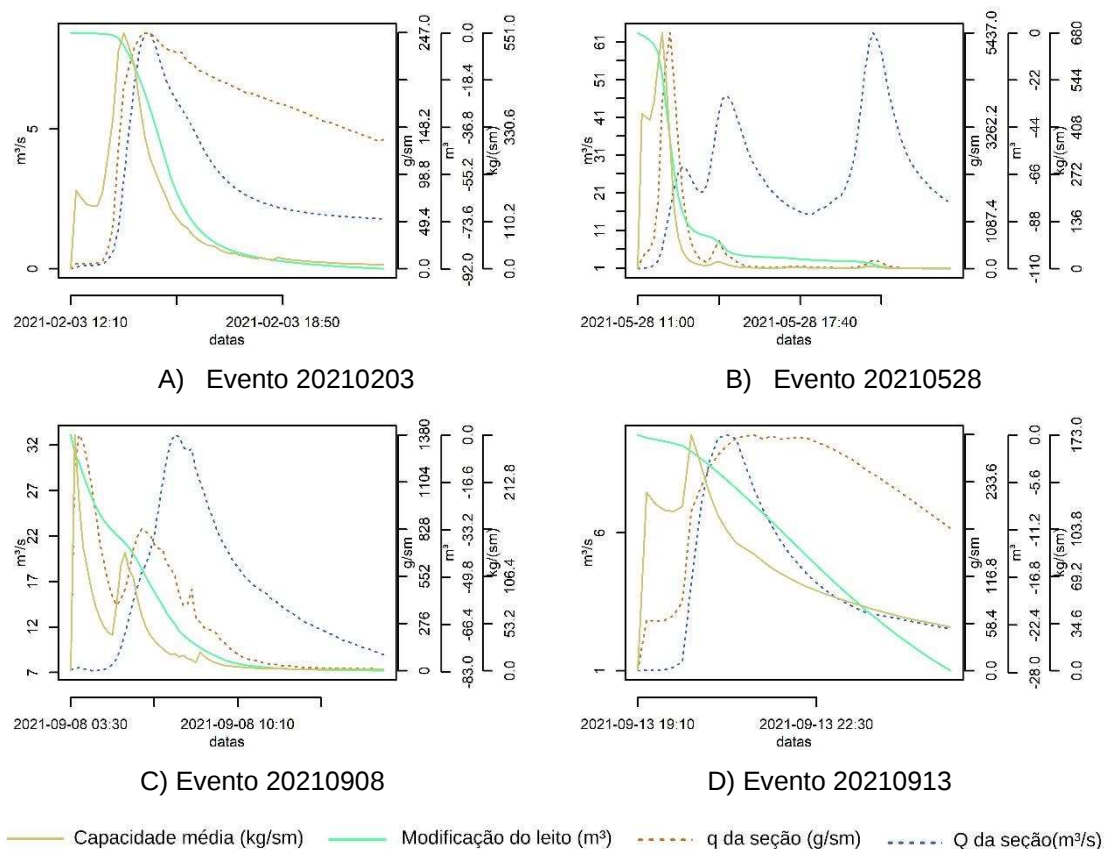 m³/s
5
0
247.0
148.2
98.8
49.4
0.0
g/sm
0.0
-18.4
-36.8
-55.2
-73.6
-92.0
m³
551.0
330.6
110.2
0.0
kg/(sm)
2021-02-03 12:10 2021-02-03 18:50
datas
A) Evento 20210203
m³/s
61
51
41
31
21
11
1
5437.0
3262.2
1087.4
0.0
g/sm
0
-22
-44
-66
-88
-110
m³
680
544
408
272
136
0
kg/(sm)
2021-05-28 11:00 2021-05-28 17:40
datas
B) Evento 20210528
m³/s
32
27
22
17
12
7
1380
1104
828
552
276
0
g/sm
0.0
-16.6
-33.2
-49.8
-66.4
-83.0
m³
212.8
106.4
53.2
0.0
kg/(sm)
2021-09-08 03:30 2021-09-08 10:10
datas
C) Evento 20210908
m³/s
6
1
233.6
116.8
58.4
0.0
g/sm
0.0
-5.6
-11.2
-16.8
-22.4
-28.0
m³
173.0
103.8
69.2
34.6
0.0
kg/(sm)
2021-09-13 19:10 2021-09-13 22:30
datas
D) Evento 20210913
Capacidade média (kg/sm) Modificação do leito (m³) q da seção (g/sm) Q da seção(m³/s)